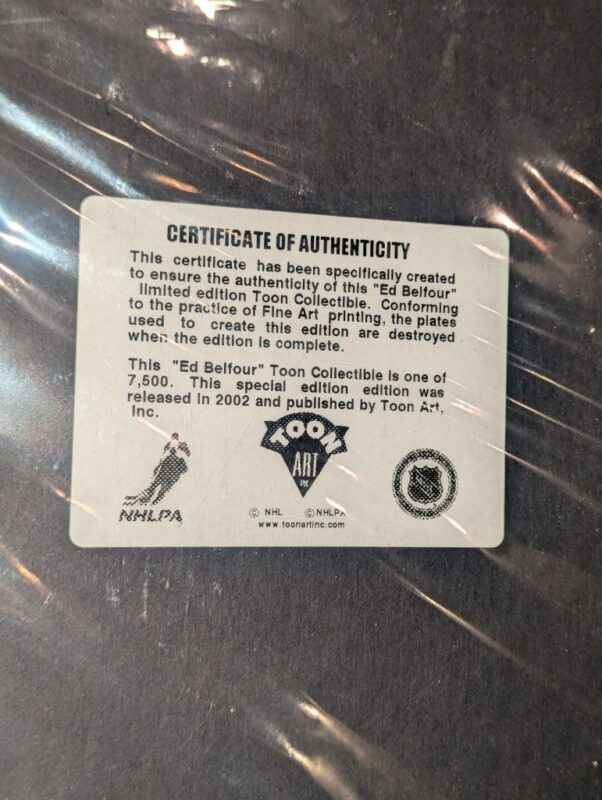 CERTIFICATE OF AUTHENTICITY
This certificate has been specifically created
to ensure the authenticity of this "Ed Belfour"
limited edition Toon Collectible. Conforming
to the practice of Fine Art printing, the plates
used to create this edition are destroyed
when the edition is complete.
This "Ed Belfour" Toon Collectible is one of
7,500. This special edition edition was
released in 2002 and published by Toon Art,
Inc.
TOON
ART
INC
NHLPA
NHL
© NHL ©NHLPA
www.toonartinc.com